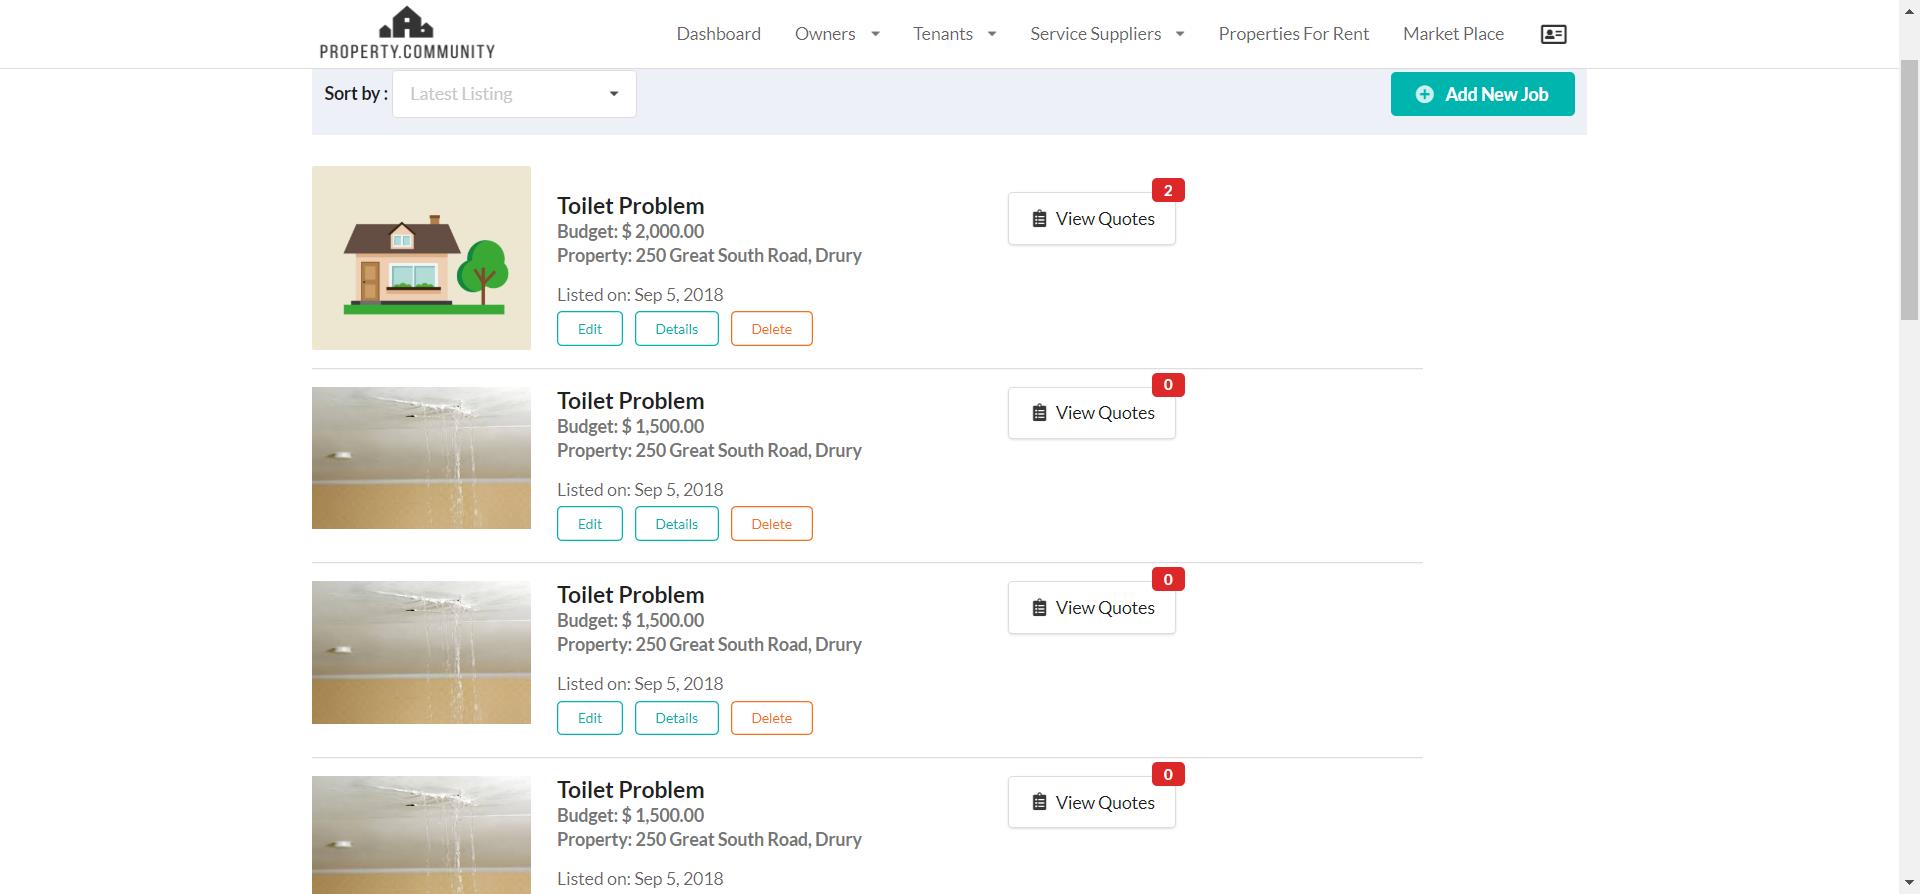 PROPERTY.COMMUNITY
Dashboard Owners Tenants Service Suppliers Properties For Rent Market Place
Sort by : Latest Listing
Add New Job
Toilet Problem
Budget: $ 2,000.00
Property: 250 Great South Road, Drury
Listed on: Sep 5, 2018
Edit Details Delete
View Quotes 2
Toilet Problem
Budget: $ 1,500.00
Property: 250 Great South Road, Drury
Listed on: Sep 5, 2018
Edit Details Delete
View Quotes 0
Toilet Problem
Budget: $ 1,500.00
Property: 250 Great South Road, Drury
Listed on: Sep 5, 2018
Edit Details Delete
View Quotes 0
Toilet Problem
Budget: $ 1,500.00
Property: 250 Great South Road, Drury
Listed on: Sep 5, 2018
View Quotes 0